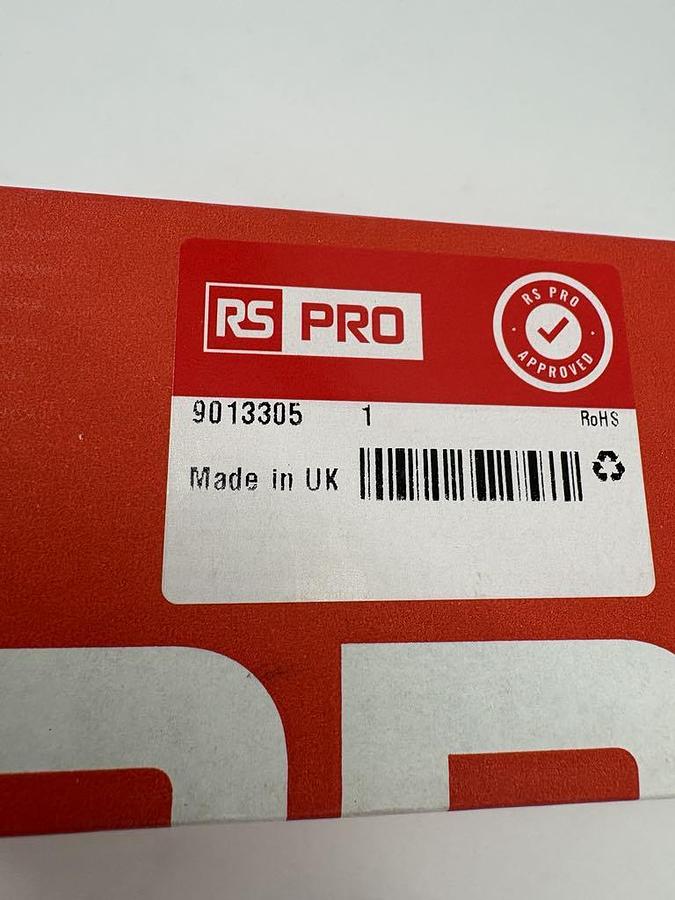 RS PRO
RS PRO
APPROVED
9013305 1 RoHS
Made in UK